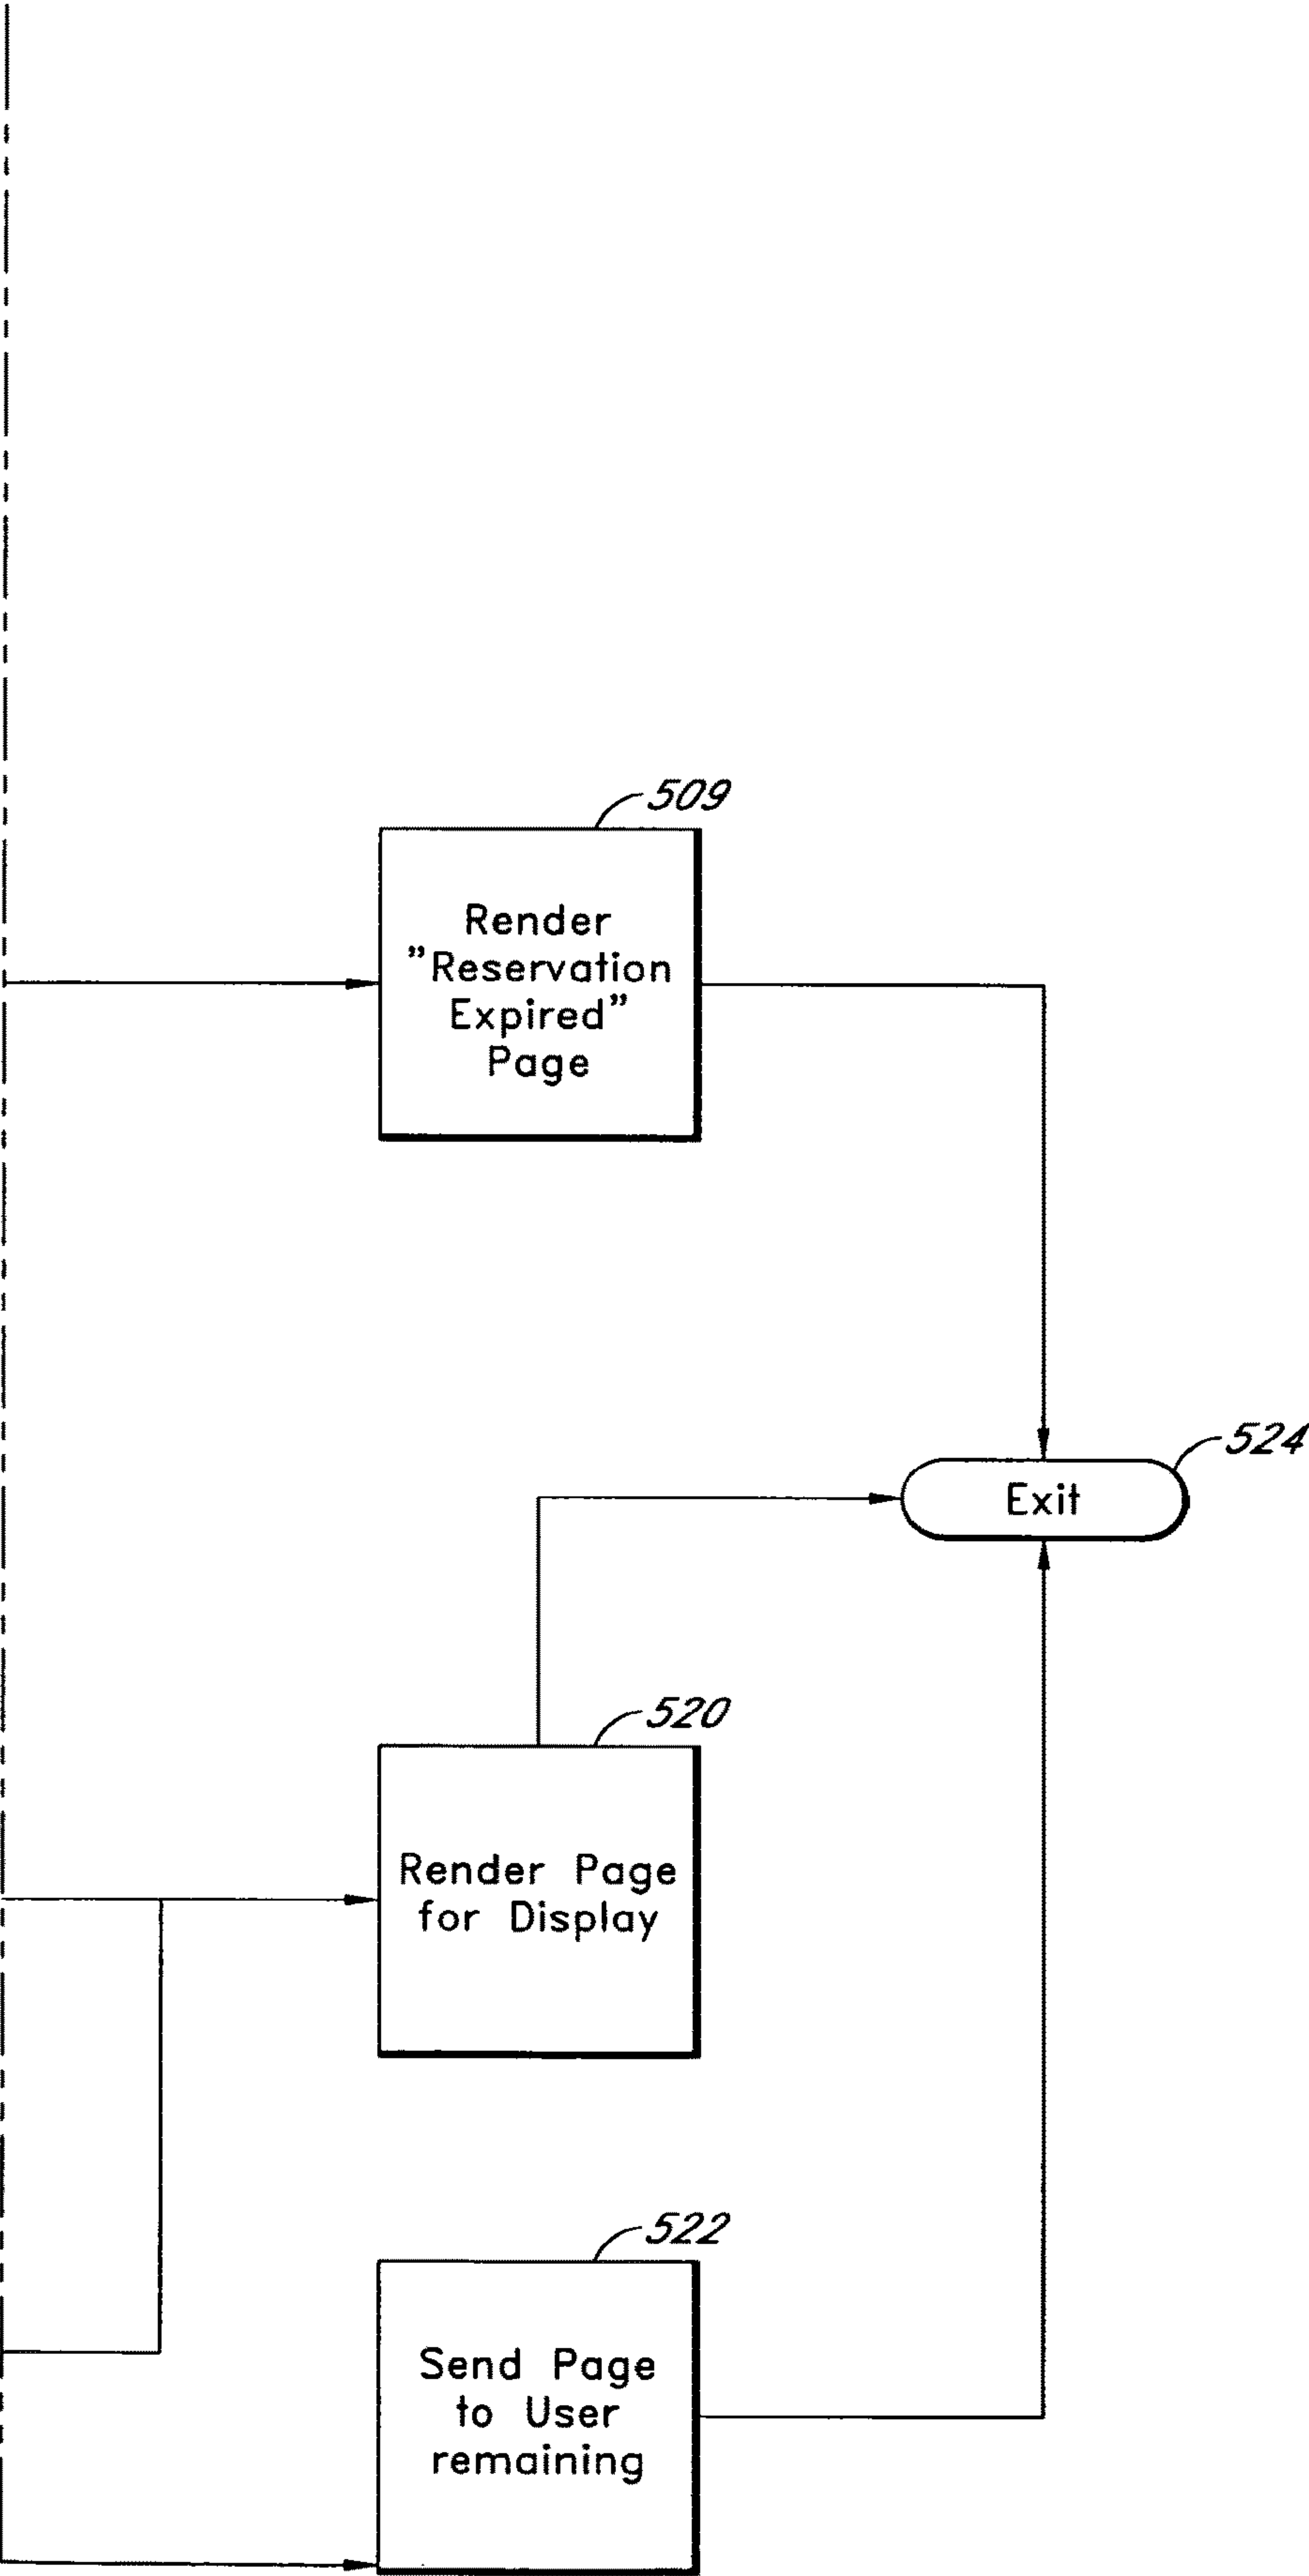 509
Render
”Reservation
Expired”
Page
524
Exit
520
Render Page
for Display
522
Send Page
to User
remaining